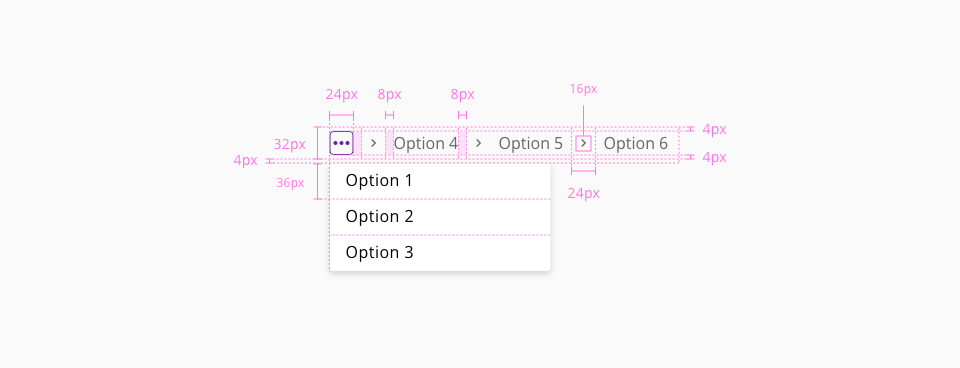 16px
24px 8px 8px
4px
32px ••• > Option 4 > Option 5 > Option 6
4px 4px
36px Option 1
24px
Option 2
Option 3